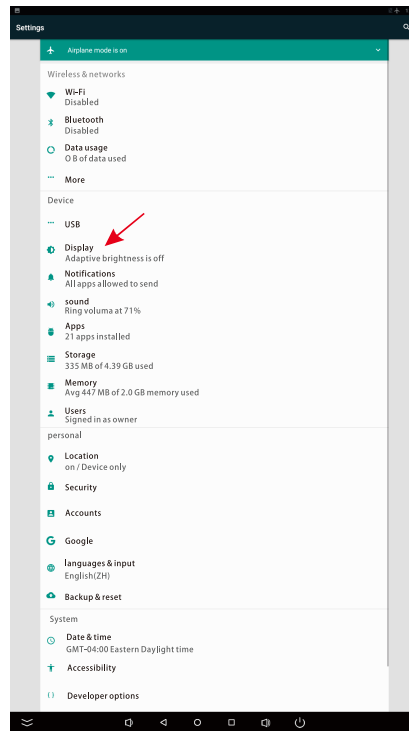 Settings
Airplane mode is on
Wireless & networks
Wi-Fi
Disabled
Bluetooth
Disabled
Data usage
0 B of data used
More
Device
USB
Display
Adaptive brightness is off
Notifications
All apps allowed to send
sound
Ring voluma at 71%
Apps
21 apps installed
Storage
335 MB of 4.39 GB used
Memory
Avg 447 MB of 2.0 GB memory used
Users
Signed in as owner
personal
Location
on / Device only
Security
Accounts
Google
languages & input
English(ZH)
Backup & reset
System
Date & time
GMT-04:00 Eastern Daylight time
Accessibility
Developer options